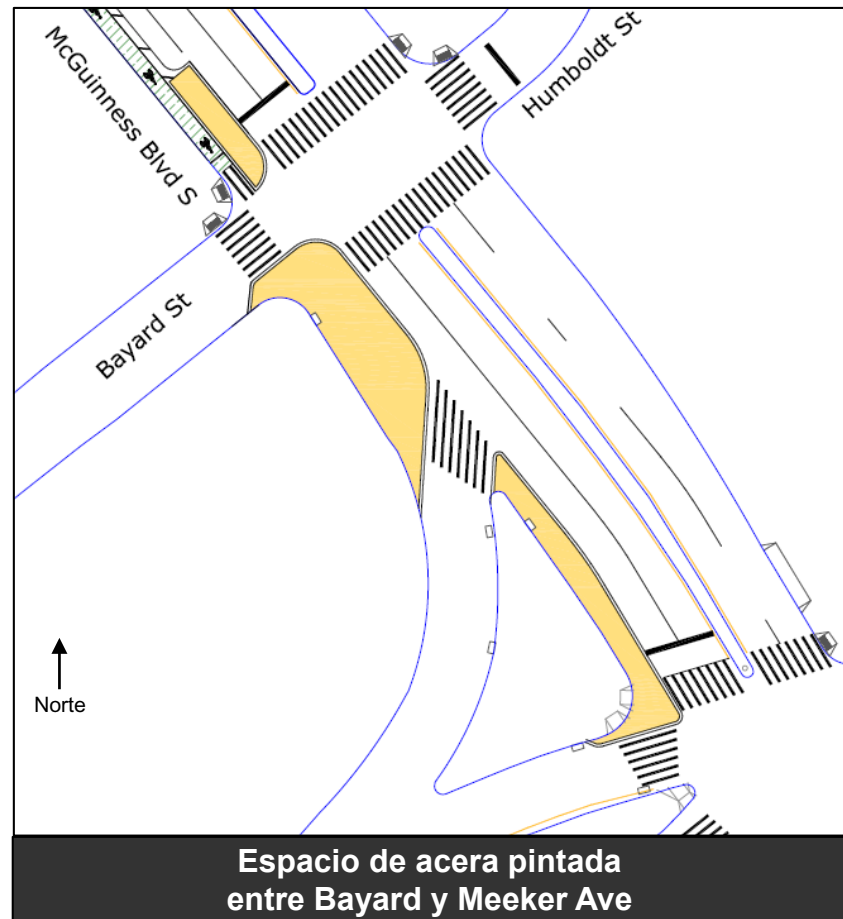 McGuinness Blvd S
Humboldt St
Bayard St
Norte
Espacio de acera pintada
entre Bayard y Meeker Ave